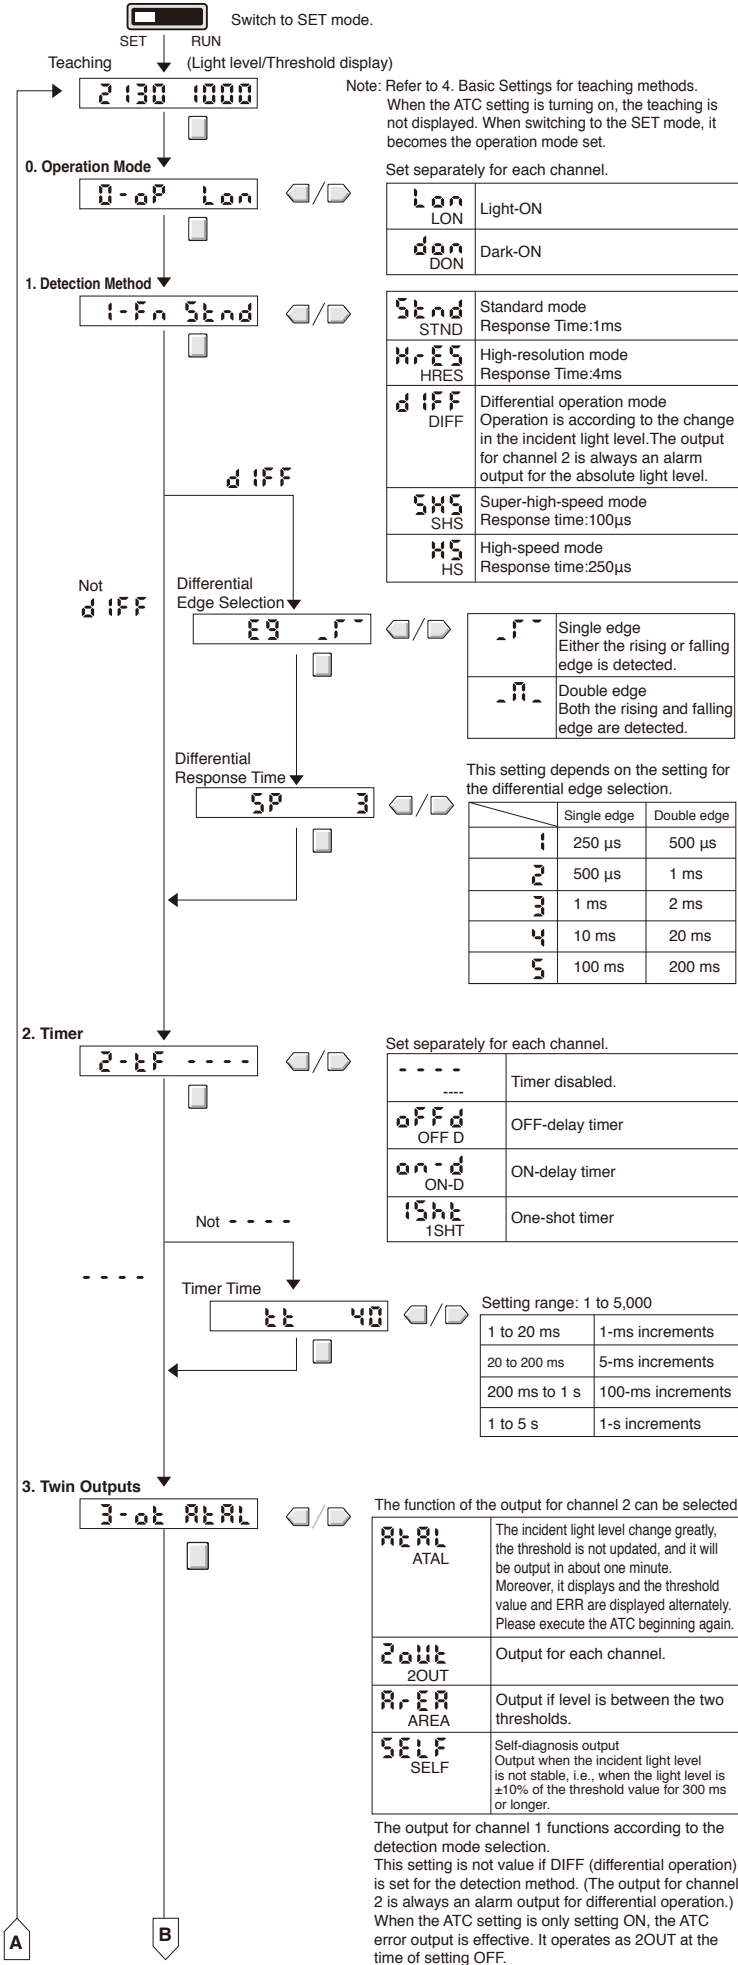 Switch to SET mode.
SET RUN
Teaching (Light level/Threshold display)
2130 1000
Note: Refer to 4. Basic Settings for teaching methods.
When the ATC setting is turning on, the teaching is
not displayed. When switching to the SET mode, it
becomes the operation mode set.
0. Operation Mode
0-oP Lon
Set separately for each channel.
Lon
LON
Light-ON
don
DON
Dark-ON
1. Detection Method
1-Fn Stnd
Stnd
STND
Standard mode
Response Time:1ms
HrES
HRES
High-resolution mode
Response Time:4ms
d IFF
DIFF
Differential operation mode
Operation is according to the change
in the incident light level.The output
for channel 2 is always an alarm
output for the absolute light level.
SHS
SHS
Super-high-speed mode
Response time:100µs
HS
HS
High-speed mode
Response time:250µs
d IFF
Not
d IFF
Differential
Edge Selection
E9
Single edge
Either the rising or falling
edge is detected.
Double edge
Both the rising and falling
edge are detected.
Differential
Response Time
SP 3
This setting depends on the setting for
the differential edge selection.
Single edge Double edge
1 250 µs 500 µs
2 500 µs 1 ms
3 1 ms 2 ms
4 10 ms 20 ms
5 100 ms 200 ms
2. Timer
2-tF ----
Set separately for each channel.
----
----
Timer disabled.
oFFd
OFF D
OFF-delay timer
on-d
ON-D
ON-delay timer
1Sht
1SHT
One-shot timer
Not ----
----
Timer Time
tt 40
Setting range: 1 to 5,000
1 to 20 ms 1-ms increments
20 to 200 ms 5-ms increments
200 ms to 1 s 100-ms increments
1 to 5 s 1-s increments
3. Twin Outputs
3-ot AtAL
The function of the output for channel 2 can be selected
AtAL
ATAL
The incident light level change greatly,
the threshold is not updated, and it will
be output in about one minute.
Moreover, it displays and the threshold
value and ERR are displayed alternately.
Please execute the ATC beginning again.
2oUt
2OUT
Output for each channel.
ArEA
AREA
Output if level is between the two
thresholds.
SELF
SELF
Self-diagnosis output
Output when the incident light level
is not stable, i.e., when the light level is
±10% of the threshold value for 300 ms
or longer.
The output for channel 1 functions according to the
detection mode selection.
This setting is not value if DIFF (differential operation)
is set for the detection method. (The output for channel
2 is always an alarm output for differential operation.)
When the ATC setting is only setting ON, the ATC
error output is effective. It operates as 2OUT at the
time of setting OFF.
A
B